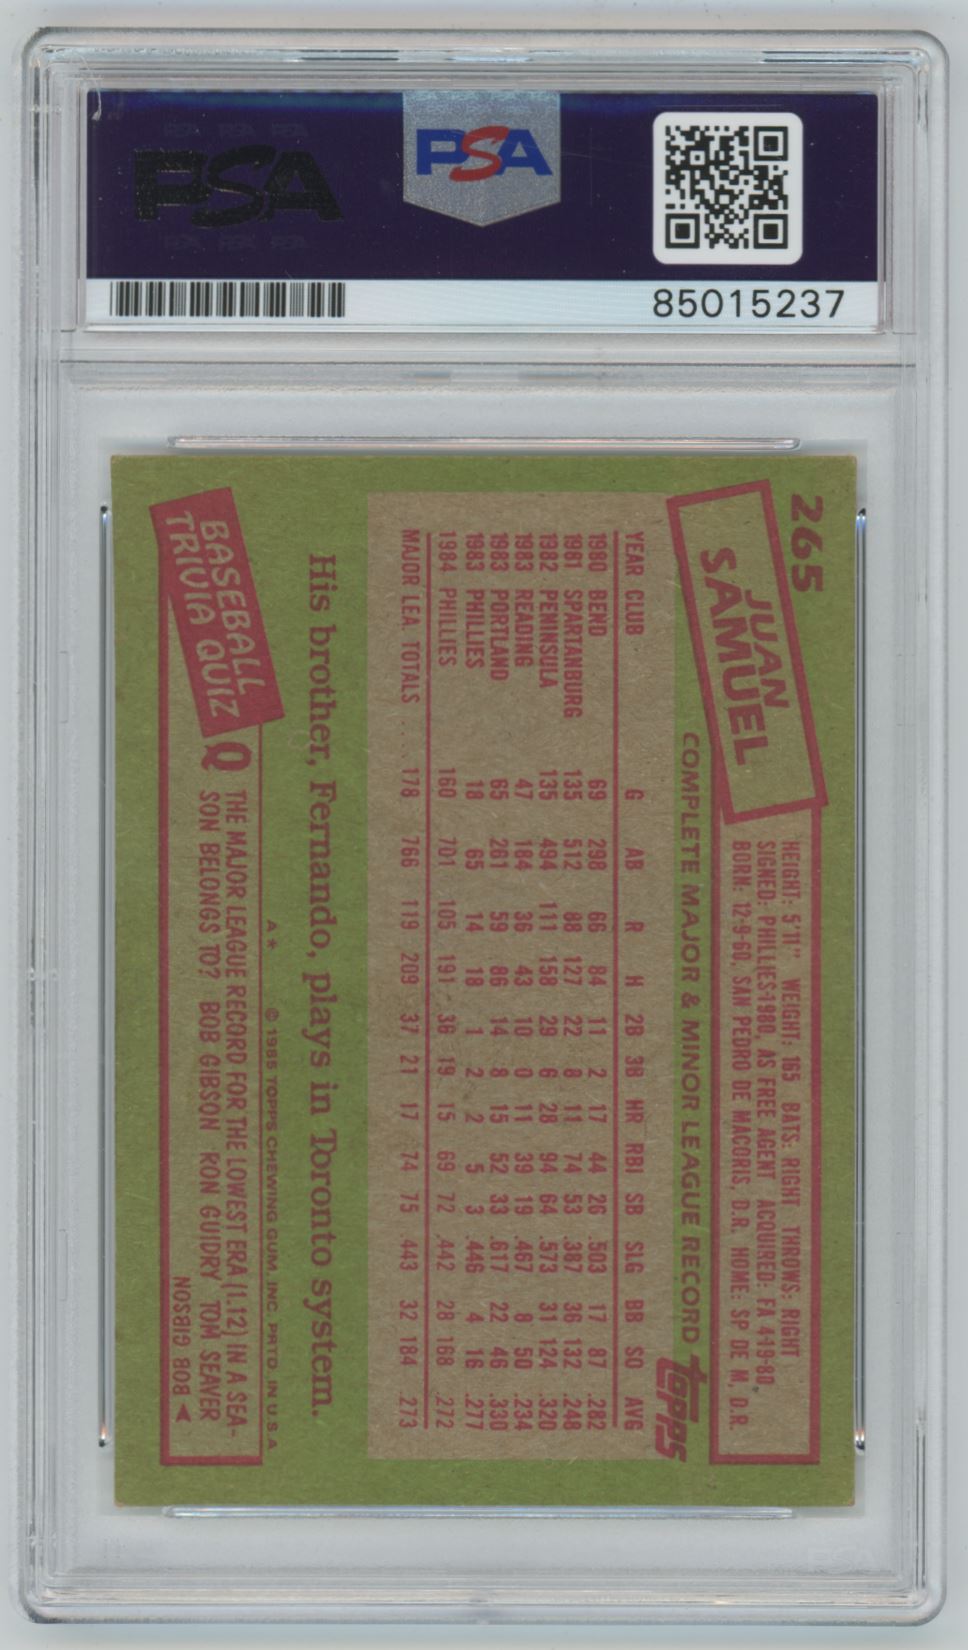 PSA
PSA
85015237
265
JUAN
SAMUEL
HEIGHT: 5'11" WEIGHT: 165 BATS: RIGHT THROWS: RIGHT
SIGNED: PHILLIES-1980, AS FREE AGENT ACQUIRED: FA 4-19-80
BORN: 12-9-60, SAN PEDRO DE MACORIS, D.R. HOME: SP DE M, D.R.
COMPLETE MAJOR & MINOR LEAGUE RECORD topps
YEAR CLUB G AB R H 2B 3B HR RBI SB SLG BB SO AVG
1980 BEND 69 298 66 84 11 2 17 44 26 .503 17 87 .282
1981 SPARTANBURG 135 512 88 127 22 8 11 74 53 .387 36 132 .248
1982 PENINSULA 135 494 111 158 29 6 28 94 64 .573 31 124 .320
1983 READING 47 184 36 43 10 0 11 39 19 .467 8 50 .234
1983 PORTLAND 65 261 59 86 14 8 15 52 33 .617 22 46 .330
1983 PHILLIES 18 65 14 18 1 2 2 5 3 .446 4 16 .277
1984 PHILLIES 160 701 105 191 36 19 15 69 72 .442 28 168 .272
MAJOR LEA. TOTALS .... 178 766 119 209 37 21 17 74 75 .443 32 184 .273
His brother, Fernando, plays in Toronto system.
A* © 1985 TOPPS CHEWING GUM, INC. PRTD. IN U.S.A.
BASEBALL
TRIVIA QUIZ
Q THE MAJOR LEAGUE RECORD FOR THE LOWEST ERA (1.12) IN A SEA-
SON BELONGS TO? BOB GIBSON RON GUIDRY TOM SEAVER
BOB GIBSON